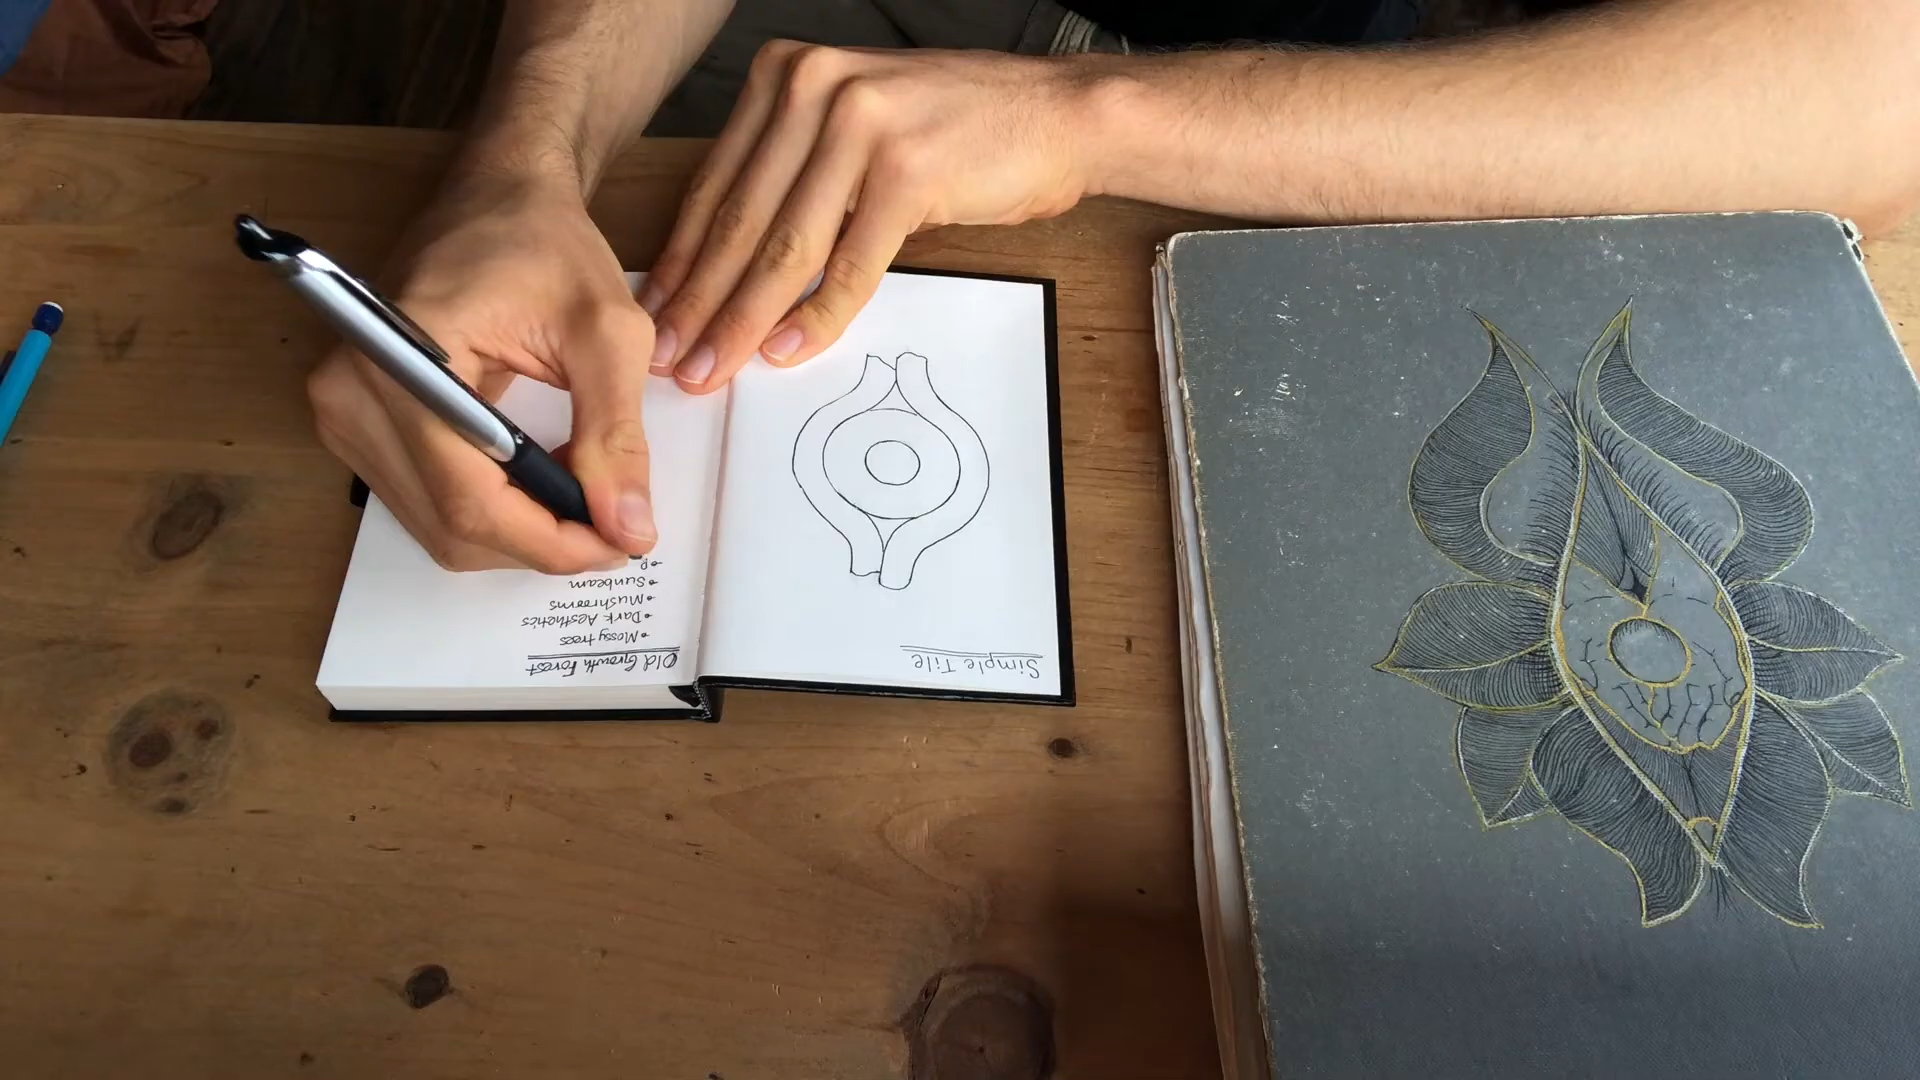 Simple Tile
Old Growth Forest
• Mossy trees
• Dark Aesthetics
• Mushrooms
• Sunbeam
• P